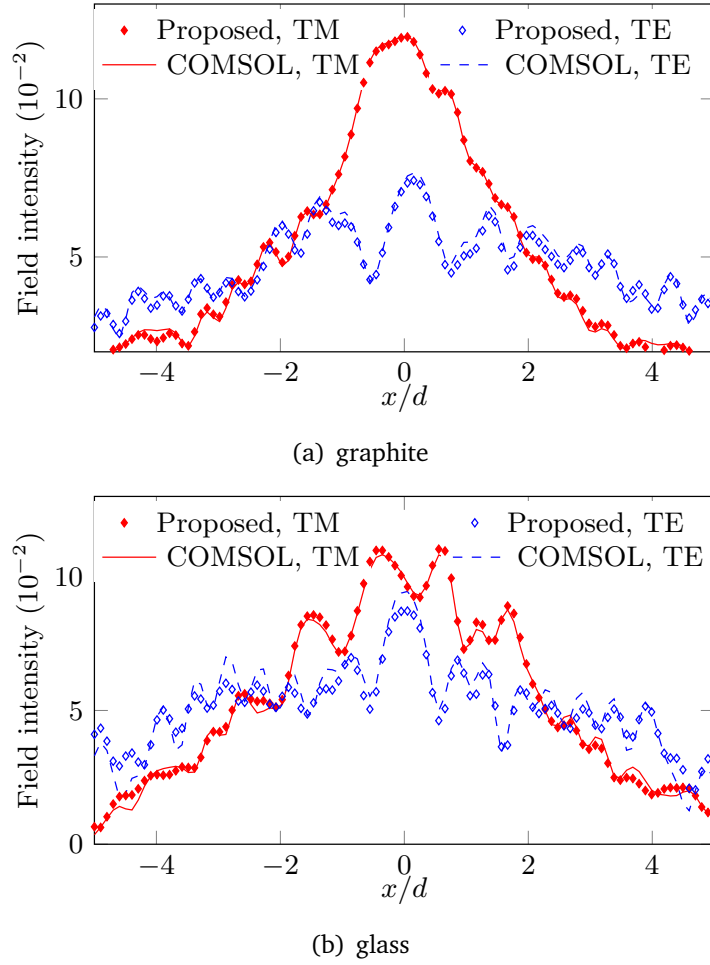 Proposed, TM
Proposed, TE
COMSOL, TM
COMSOL, TE
10
5
Field intensity (10⁻²)
−4
−2
0
2
4
x/d
(a) graphite
Proposed, TM
Proposed, TE
COMSOL, TM
COMSOL, TE
10
5
0
Field intensity (10⁻²)
−4
−2
0
2
4
x/d
(b) glass